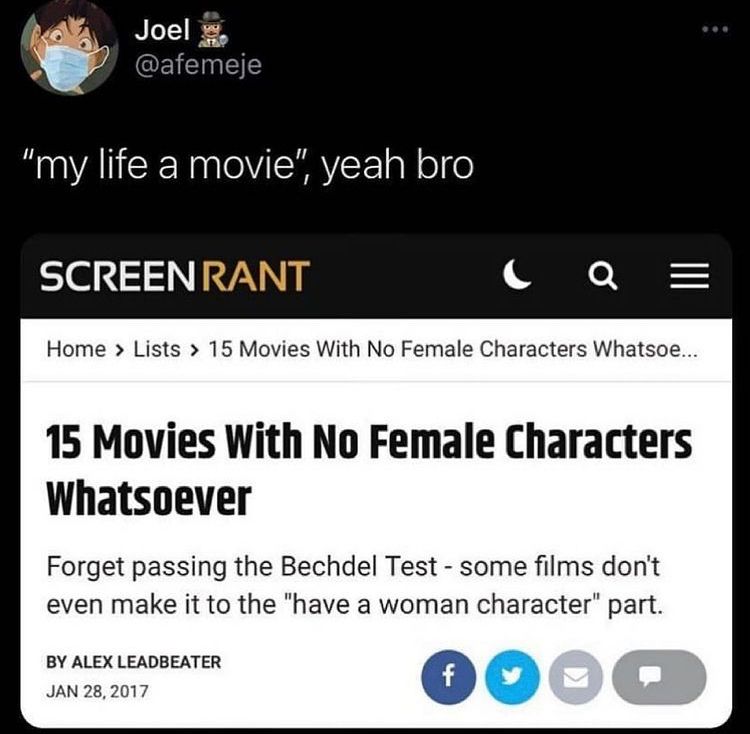 Joel
@afemeje
"my life a movie", yeah bro
SCREENRANT
Home > Lists > 15 Movies With No Female Characters Whatsoe...
15 Movies With No Female Characters
Whatsoever
Forget passing the Bechdel Test - some films don't
even make it to the "have a woman character" part.
BY ALEX LEADBEATER
JAN 28, 2017